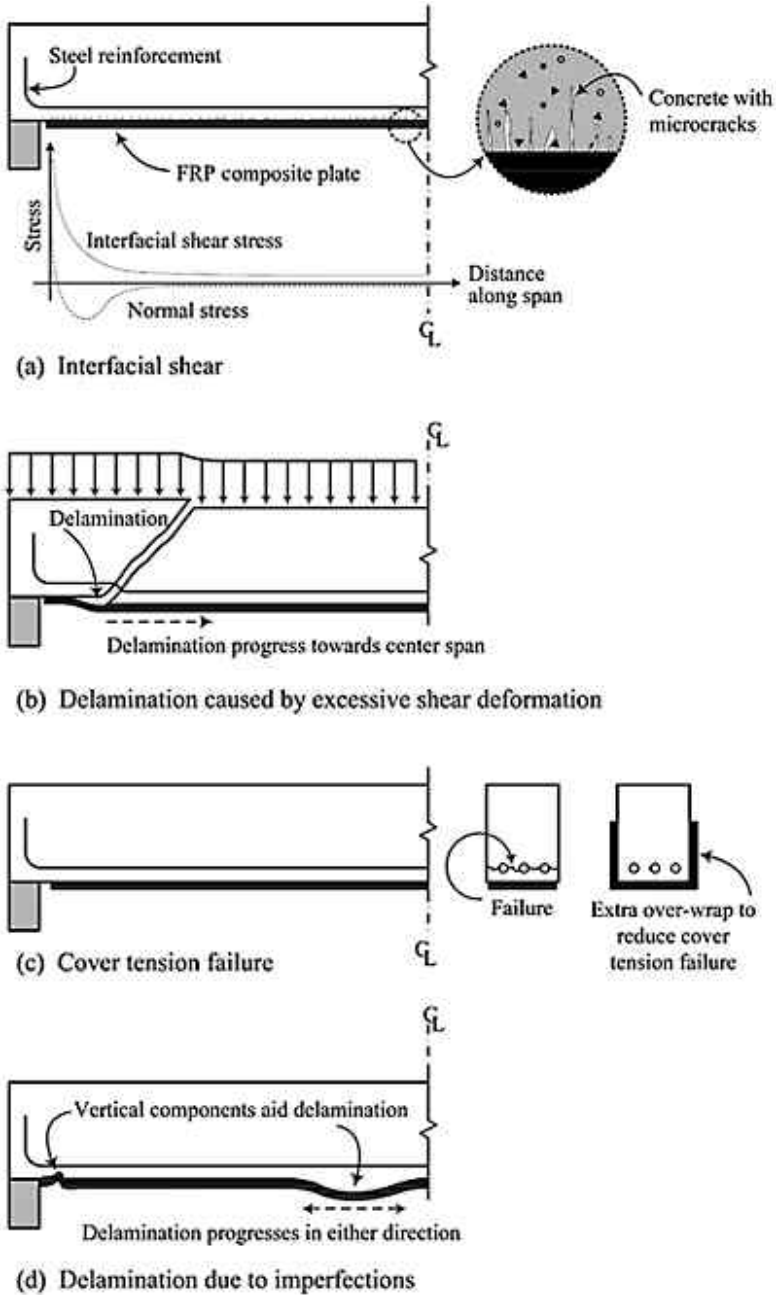 Steel reinforcement
Concrete with
microcracks
FRP composite plate
Stress
Interfacial shear stress
Distance
along span
Normal stress
CL
(a) Interfacial shear
CL
Delamination
Delamination progress towards center span
(b) Delamination caused by excessive shear deformation
Failure
Extra over-wrap to
reduce cover
tension failure
(c) Cover tension failure
CL
CL
Vertical components aid delamination
Delamination progresses in either direction
(d) Delamination due to imperfections